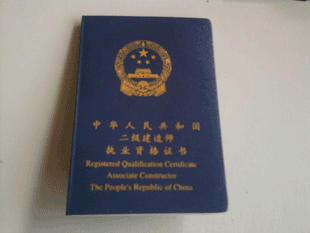 中华人民共和国
二级建造师
执业资格证书
Registered Qualification Certificate
Associate Constructor
The People's Republic of China